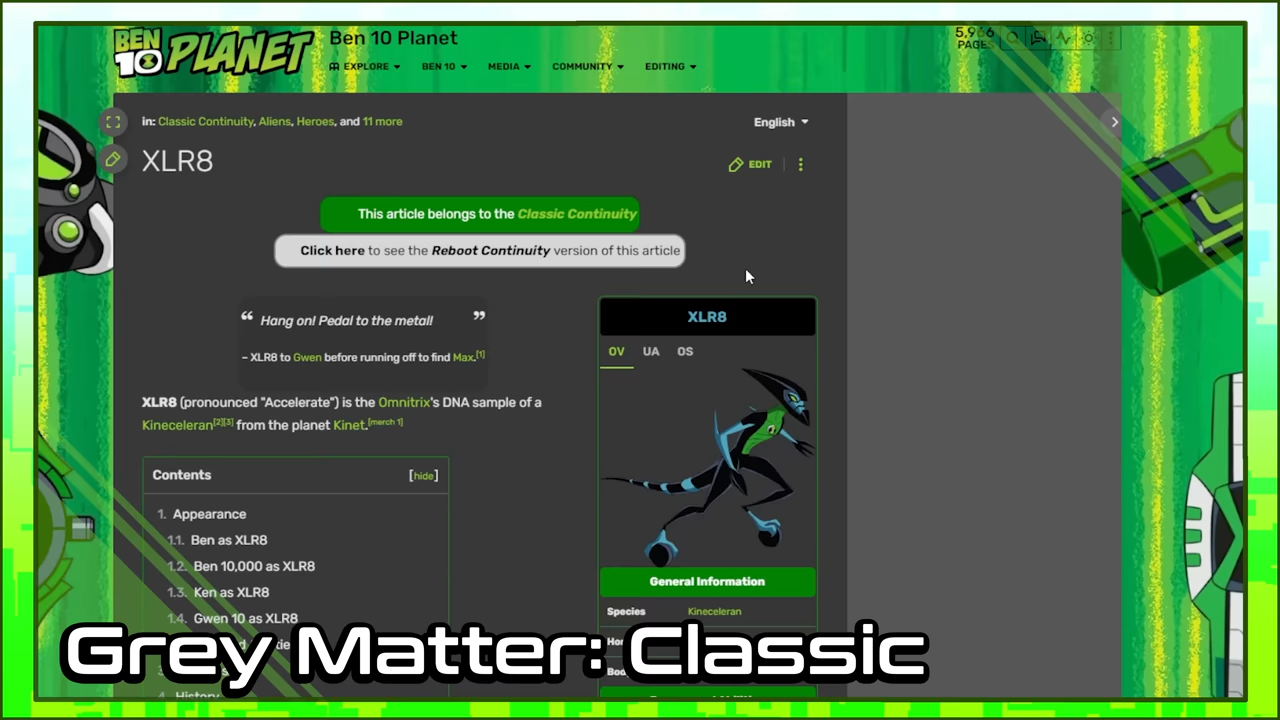 BEN 10 PLANET
Ben 10 Planet
5,966 PAGES
EXPLORE BEN 10 MEDIA COMMUNITY EDITING
in: Classic Continuity, Aliens, Heroes, and 11 more
English
XLR8
EDIT
This article belongs to the Classic Continuity
Click here to see the Reboot Continuity version of this article
“ Hang on! Pedal to the metal! ”
– XLR8 to Gwen before running off to find Max.[1]
XLR8 (pronounced "Accelerate") is the Omnitrix's DNA sample of a
Kineceleran[2][3] from the planet Kinet.[merch 1]
XLR8
OV UA OS
Contents [hide]
1. Appearance
1.1. Ben as XLR8
1.2. Ben 10,000 as XLR8
1.3. Ken as XLR8
1.4. Gwen 10 as XLR8
4. History
General Information
Species Kineceleran
Grey Matter: Classic